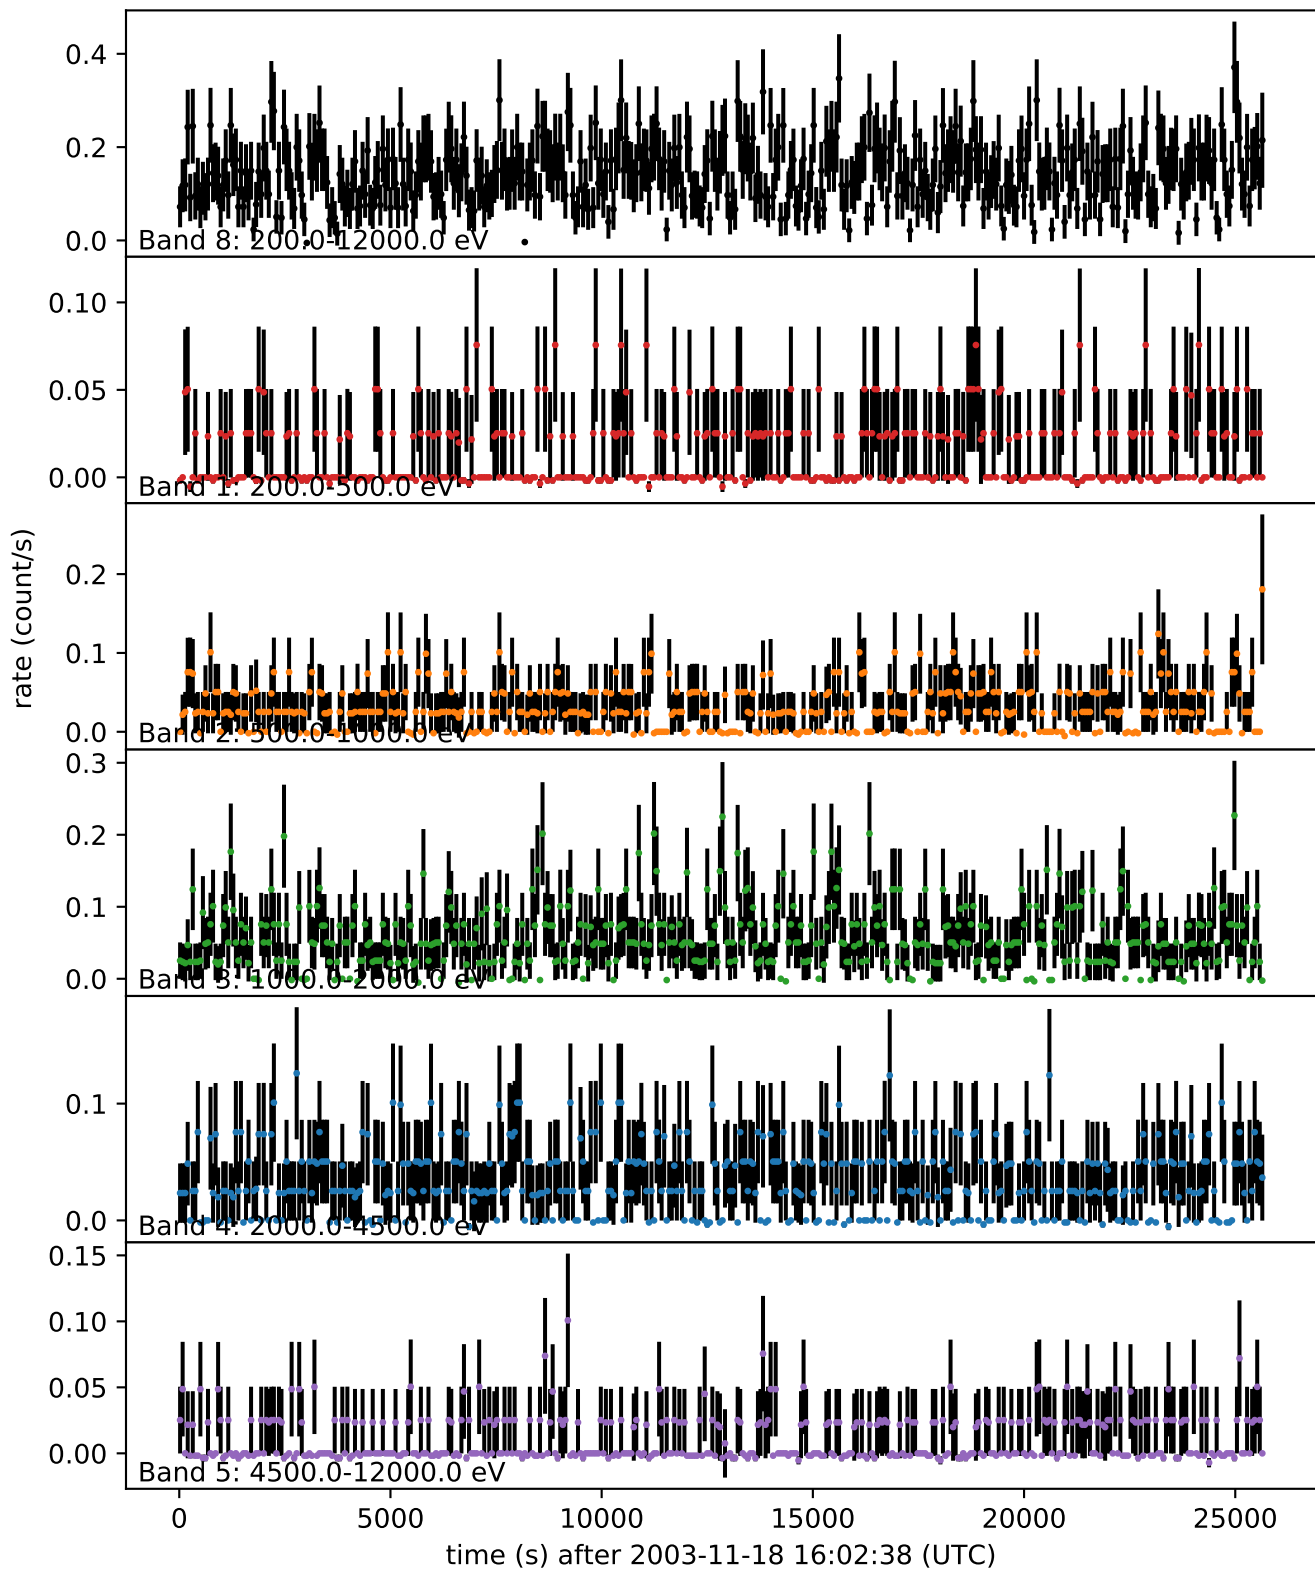 0.4
0.2
0.0
Band 8: 200.0-12000.0 eV
0.10
0.05
0.00
Band 1: 200.0-500.0 eV
0.2
0.1
0.0
Band 2: 500.0-1000.0 eV
rate (count/s)
0.3
0.2
0.1
0.0
Band 3: 1000.0-2000.0 eV
0.1
0.0
Band 4: 2000.0-4500.0 eV
0.15
0.10
0.05
0.00
Band 5: 4500.0-12000.0 eV
0 5000 10000 15000 20000 25000
time (s) after 2003-11-18 16:02:38 (UTC)